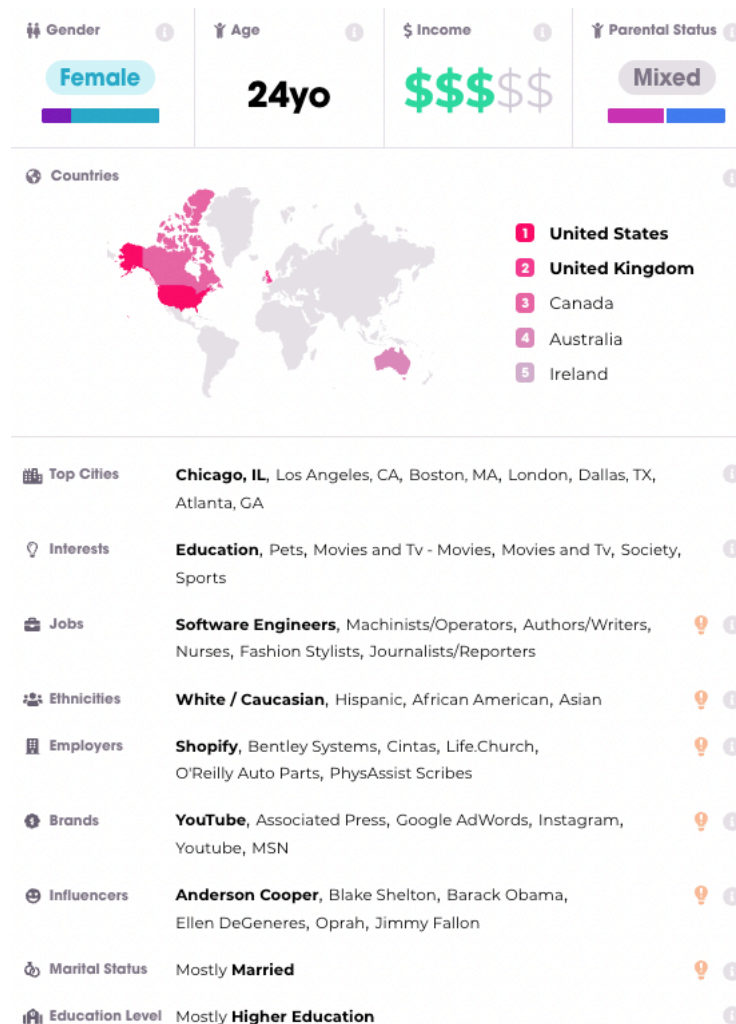 Gender
Age
$ Income
Parental Status
Female
24yo
$$$$$
Mixed
Countries
1 United States
2 United Kingdom
3 Canada
4 Australia
5 Ireland
Top Cities
Chicago, IL, Los Angeles, CA, Boston, MA, London, Dallas, TX,
Atlanta, GA
Interests
Education, Pets, Movies and Tv - Movies, Movies and Tv, Society,
Sports
Jobs
Software Engineers, Machinists/Operators, Authors/Writers,
Nurses, Fashion Stylists, Journalists/Reporters
Ethnicities
White / Caucasian, Hispanic, African American, Asian
Employers
Shopify, Bentley Systems, Cintas, Life.Church,
O'Reilly Auto Parts, PhysAssist Scribes
Brands
YouTube, Associated Press, Google AdWords, Instagram,
Youtube, MSN
Influencers
Anderson Cooper, Blake Shelton, Barack Obama,
Ellen DeGeneres, Oprah, Jimmy Fallon
Marital Status
Mostly Married
Education Level
Mostly Higher Education